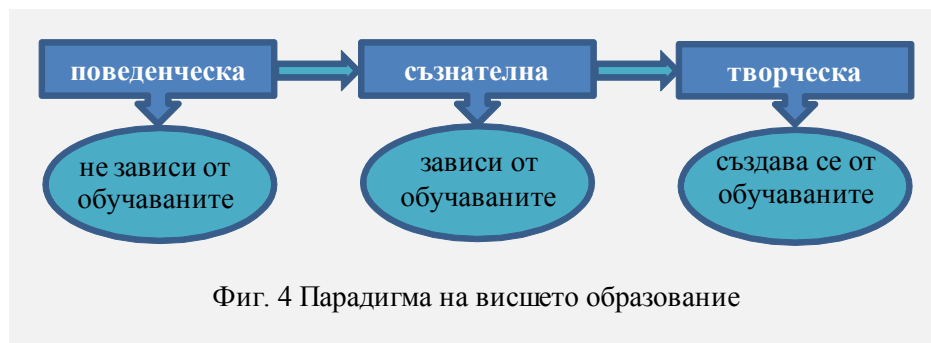 поведенческа
съзнателна
творческа
не зависи от
обучаваните
зависи от
обучаваните
създава се от
обучаваните
Фиг. 4 Парадигма на висшето образование